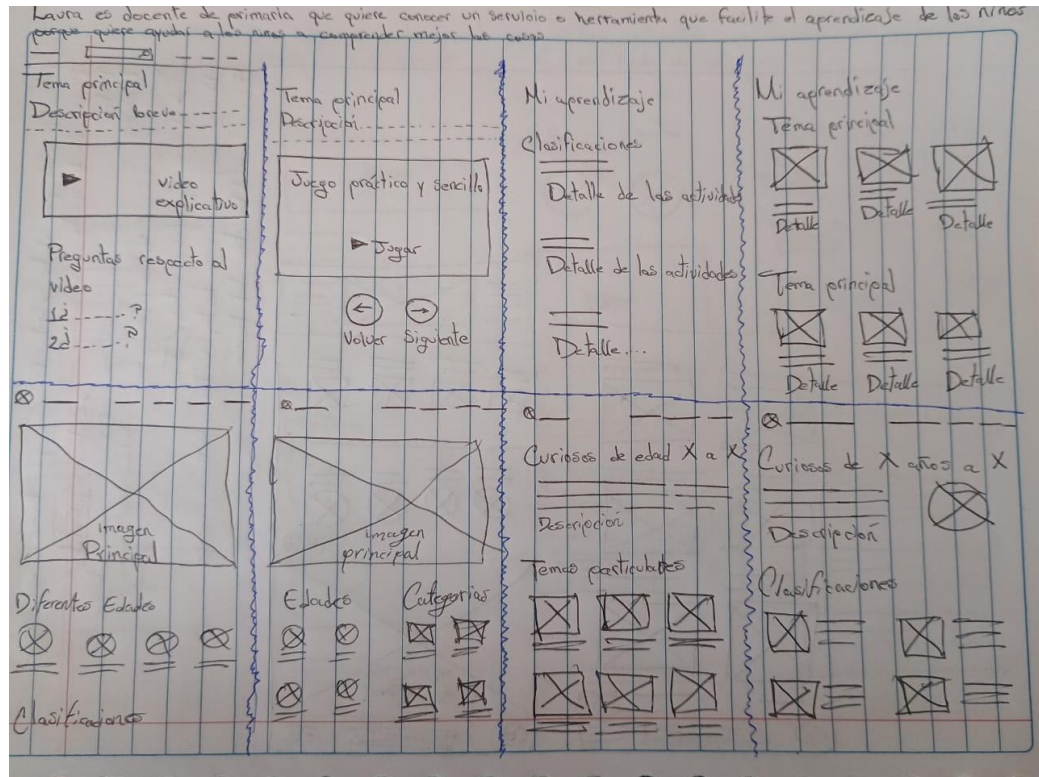 Laura es docente de primaria que quiere conocer un servicio o herramienta que facilite el aprendizaje de los niños
porque quiere ayudar a los niños a comprender mejor las cosas
Tema principal
Descripción breve
video
explicativo
Preguntas respecto al
video
1¿ ........?
2¿ ........?
Tema principal
Descripción
Juego práctico y sencillo
Jugar
Volver Siguiente
Mi aprendizaje
Clasificaciones
Detalle de las actividades
Detalle de las actividades
Detalle....
Mi aprendizaje
Tema principal
Detalle Detalle Detalle
Tema principal
Detalle Detalle Detalle
Imagen
Principal
Diferentes Edades
Clasificaciones
Imagen
principal
Edades Categorias
Curiosos de edad X a X
Descripción
Temas particulares
Curiosos de X años a X
Descripción
Clasificaciones